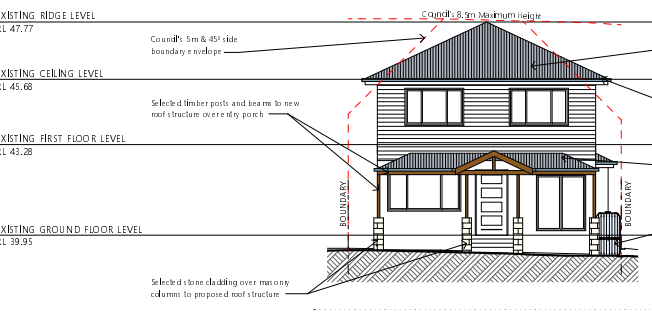 EXISTING RIDGE LEVEL
RL 47.77
Council's 8.5m Maximum Height
Council's 5m & 45º side
boundary envelope
EXISTING CEILING LEVEL
RL 45.68
Selected timber posts and beams to new
roof structure over entry porch
EXISTING FIRST FLOOR LEVEL
RL 43.28
BOUNDARY
BOUNDARY
EXISTING GROUND FLOOR LEVEL
RL 39.95
Selected stone cladding over masonry
columns to proposed roof structure